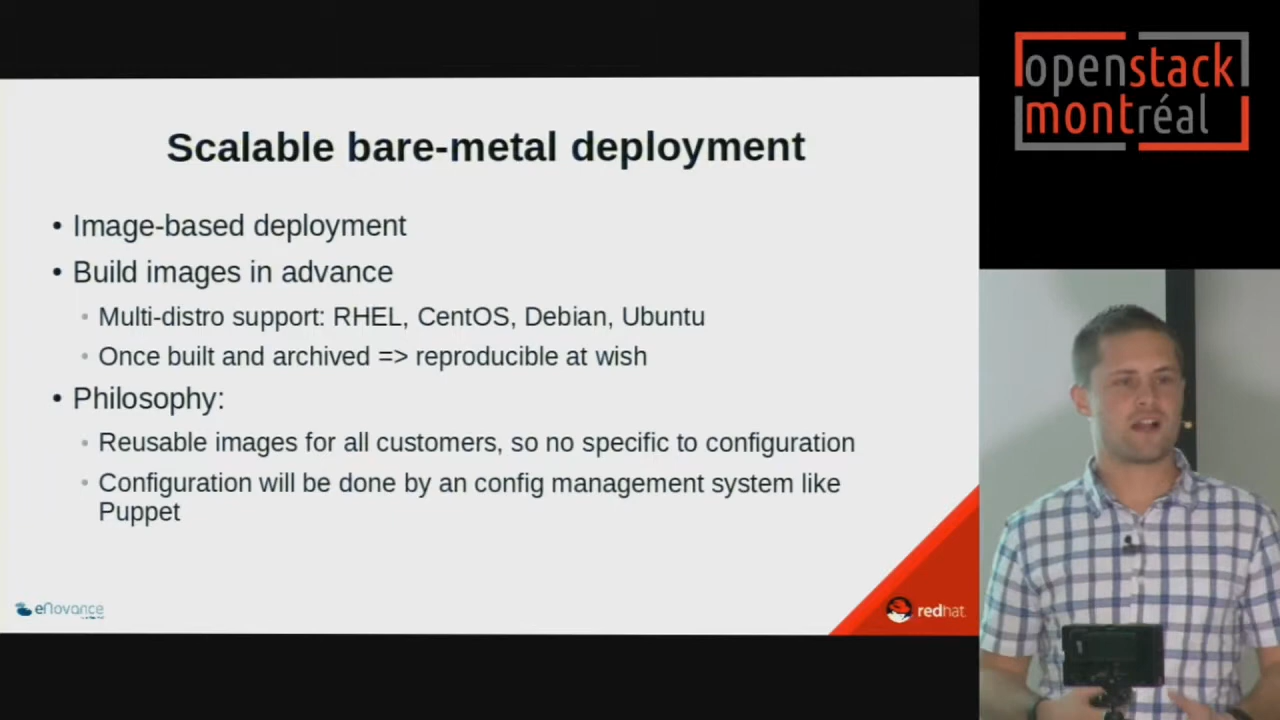 openstack
montréal
Scalable bare-metal deployment
• Image-based deployment
• Build images in advance
• Multi-distro support: RHEL, CentOS, Debian, Ubuntu
• Once built and archived => reproducible at wish
• Philosophy:
• Reusable images for all customers, so no specific to configuration
• Configuration will be done by an config management system like
Puppet
eNovance
redhat